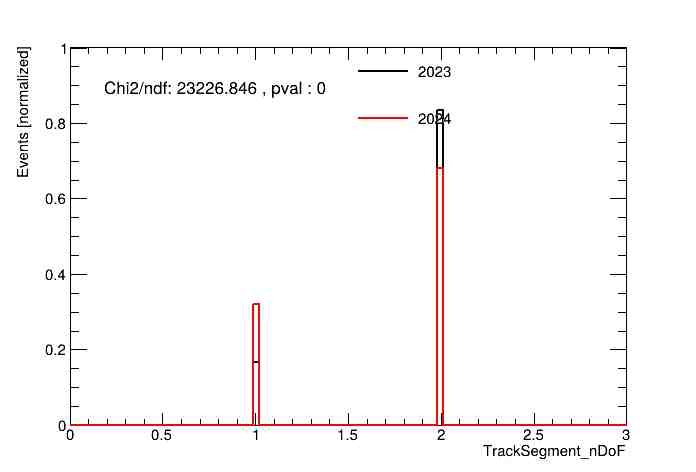 Events [normalized]
1
0.8
0.6
0.4
0.2
0
Chi2/ndf: 23226.846 , pval : 0
2023
2024
0 0.5 1 1.5 2 2.5 3
TrackSegment_nDoF